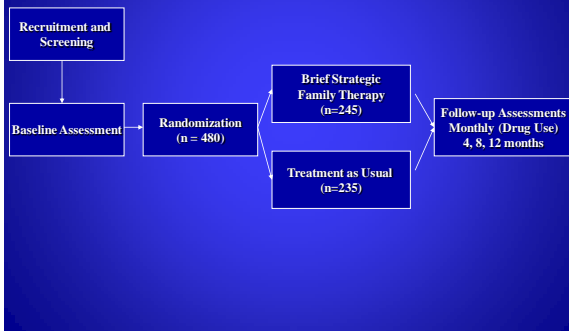 Recruitment and
Screening
Baseline Assessment
Randomization
(n = 480)
Brief Strategic
Family Therapy
(n=245)
Treatment as Usual
(n=235)
Follow-up Assessments
Monthly (Drug Use)
4, 8, 12 months